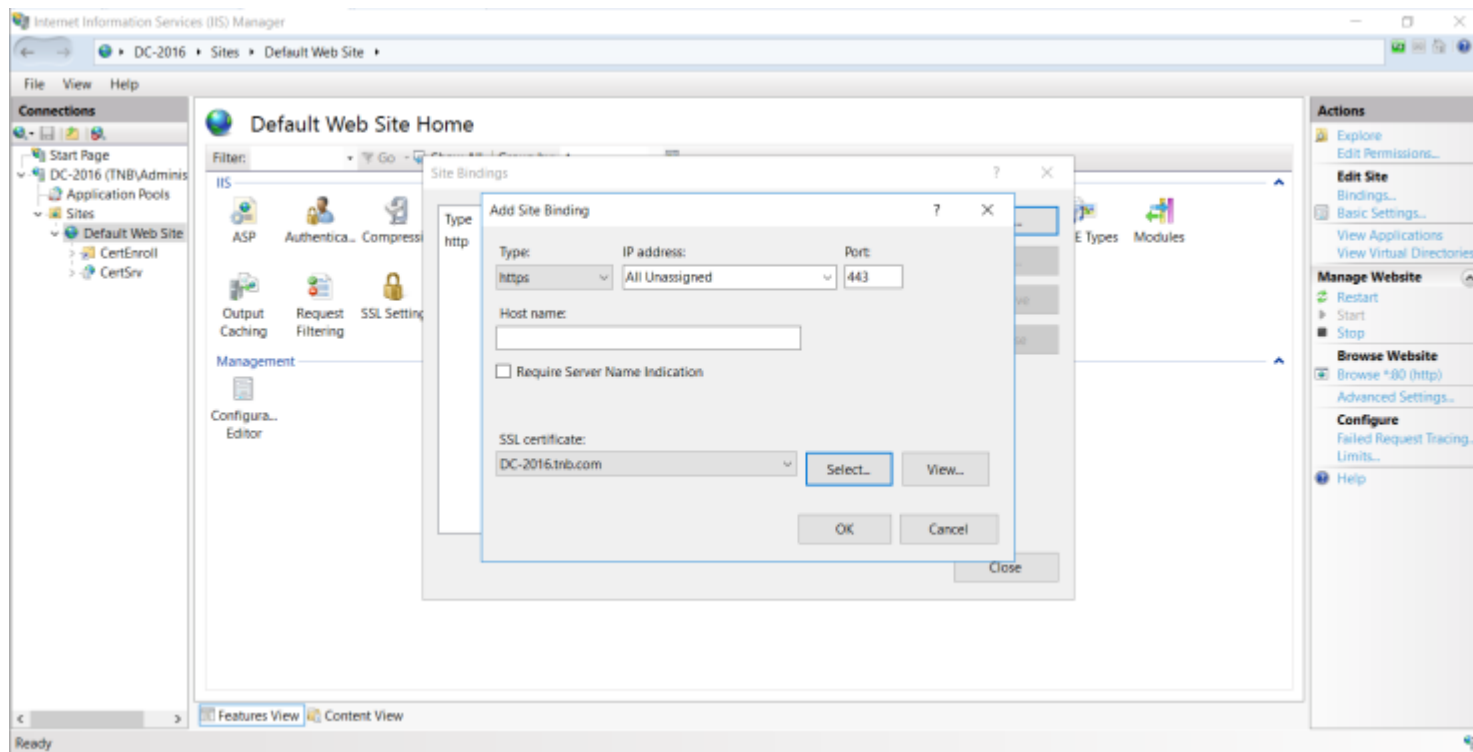 Internet Information Services (IIS) Manager
DC-2016 Sites Default Web Site
File View Help
Connections
Start Page
DC-2016 (TNB\Adminis
Application Pools
Sites
Default Web Site
CertEnroll
CertSrv
Default Web Site Home
Filter: Go
IIS
ASP Authentica... Compressi
E Types Modules
Output Caching
Request Filtering
SSL Setting
Management
Configura... Editor
Site Bindings ?
Type
http
Add Site Binding ?
Type: IP address: Port:
https All Unassigned 443
Host name:
Require Server Name Indication
SSL certificate:
DC-2016.tnb.com Select... View...
OK Cancel
Close
Actions
Explore
Edit Permissions...
Edit Site
Bindings...
Basic Settings...
View Applications
View Virtual Directories
Manage Website
Restart
Start
Stop
Browse Website
Browse *:80 (http)
Advanced Settings...
Configure
Failed Request Tracing..
Limits...
Help
Features View Content View
Ready